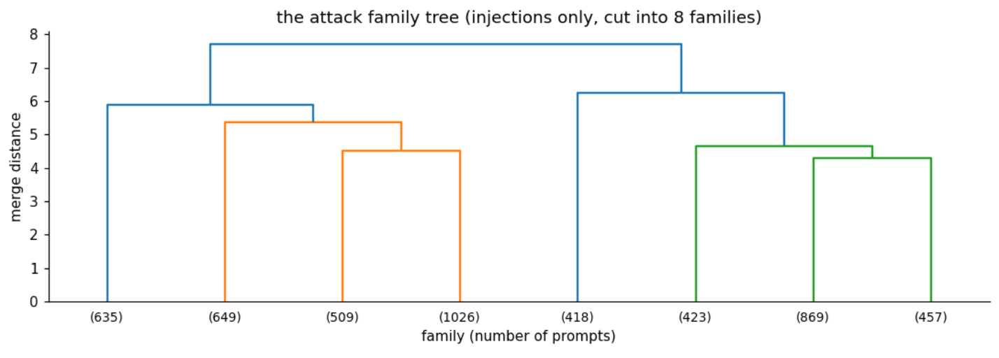 the attack family tree (injections only, cut into 8 families)
8
7
6
5
4
3
2
1
0
merge distance
(635) (649) (509) (1026) (418) (423) (869) (457)
family (number of prompts)